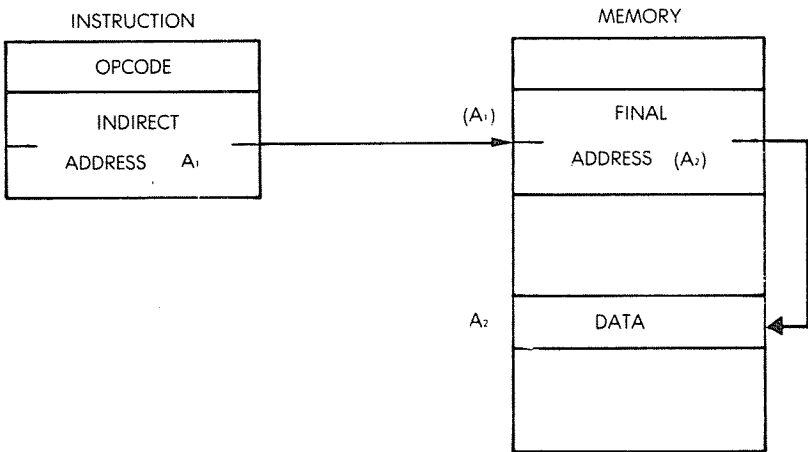 INSTRUCTION
OPCODE
INDIRECT
ADDRESS A₁
MEMORY
(A₁)
FINAL
ADDRESS (A₂)
A₂
DATA